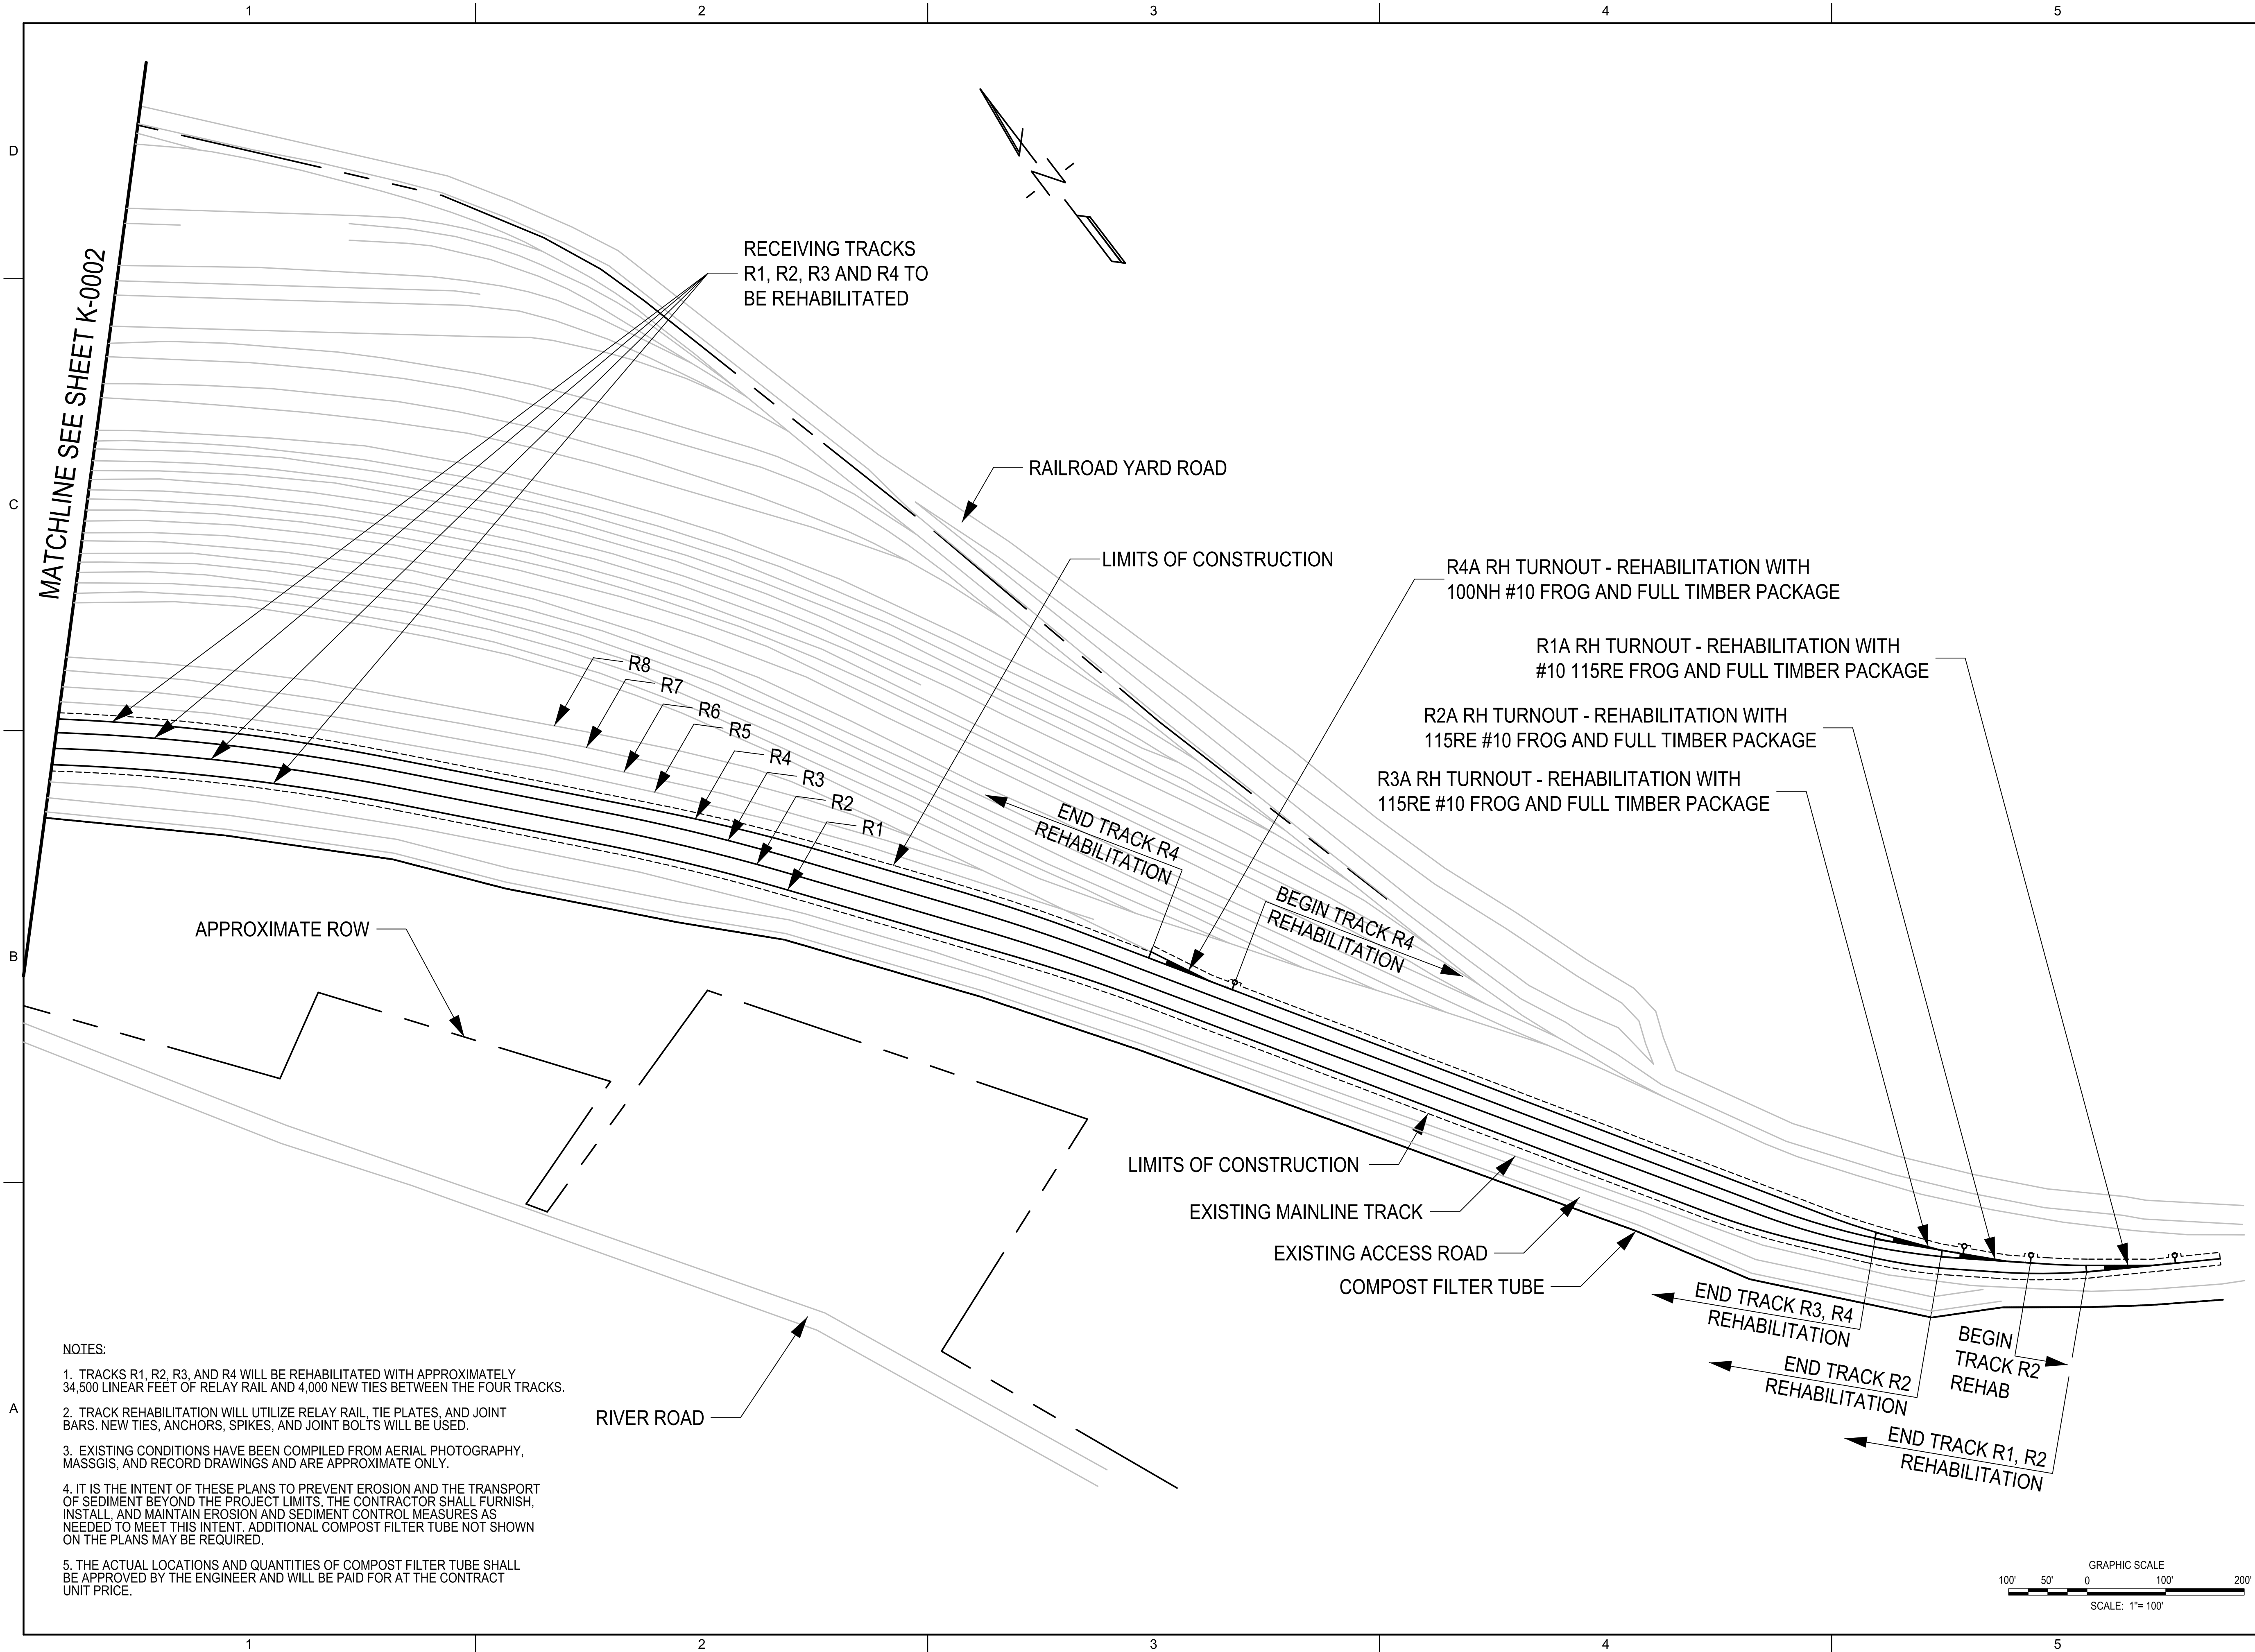 1 2 3 4 5
D
C
B
A
MATCHLINE SEE SHEET K-0002
RECEIVING TRACKS
R1, R2, R3 AND R4 TO
BE REHABILITATED
N
RAILROAD YARD ROAD
LIMITS OF CONSTRUCTION
R4A RH TURNOUT - REHABILITATION WITH
100NH #10 FROG AND FULL TIMBER PACKAGE
R1A RH TURNOUT - REHABILITATION WITH
#10 115RE FROG AND FULL TIMBER PACKAGE
R2A RH TURNOUT - REHABILITATION WITH
115RE #10 FROG AND FULL TIMBER PACKAGE
R3A RH TURNOUT - REHABILITATION WITH
115RE #10 FROG AND FULL TIMBER PACKAGE
R8
R7
R6
R5
R4
R3
R2
R1
END TRACK R4
REHABILITATION
BEGIN TRACK R4
REHABILITATION
APPROXIMATE ROW
LIMITS OF CONSTRUCTION
EXISTING MAINLINE TRACK
EXISTING ACCESS ROAD
COMPOST FILTER TUBE
END TRACK R3, R4
REHABILITATION
BEGIN
TRACK R2
REHAB
END TRACK R2
REHABILITATION
END TRACK R1, R2
REHABILITATION
RIVER ROAD
NOTES:
1. TRACKS R1, R2, R3, AND R4 WILL BE REHABILITATED WITH APPROXIMATELY
34,500 LINEAR FEET OF RELAY RAIL AND 4,000 NEW TIES BETWEEN THE FOUR TRACKS.
2. TRACK REHABILITATION WILL UTILIZE RELAY RAIL, TIE PLATES, AND JOINT
BARS. NEW TIES, ANCHORS, SPIKES, AND JOINT BOLTS WILL BE USED.
3. EXISTING CONDITIONS HAVE BEEN COMPILED FROM AERIAL PHOTOGRAPHY,
MASSGIS, AND RECORD DRAWINGS AND ARE APPROXIMATE ONLY.
4. IT IS THE INTENT OF THESE PLANS TO PREVENT EROSION AND THE TRANSPORT
OF SEDIMENT BEYOND THE PROJECT LIMITS. THE CONTRACTOR SHALL FURNISH,
INSTALL, AND MAINTAIN EROSION AND SEDIMENT CONTROL MEASURES AS
NEEDED TO MEET THIS INTENT. ADDITIONAL COMPOST FILTER TUBE NOT SHOWN
ON THE PLANS MAY BE REQUIRED.
5. THE ACTUAL LOCATIONS AND QUANTITIES OF COMPOST FILTER TUBE SHALL
BE APPROVED BY THE ENGINEER AND WILL BE PAID FOR AT THE CONTRACT
UNIT PRICE.
GRAPHIC SCALE
100' 50' 0 100' 200'
SCALE: 1"= 100'
1 2 3 4 5